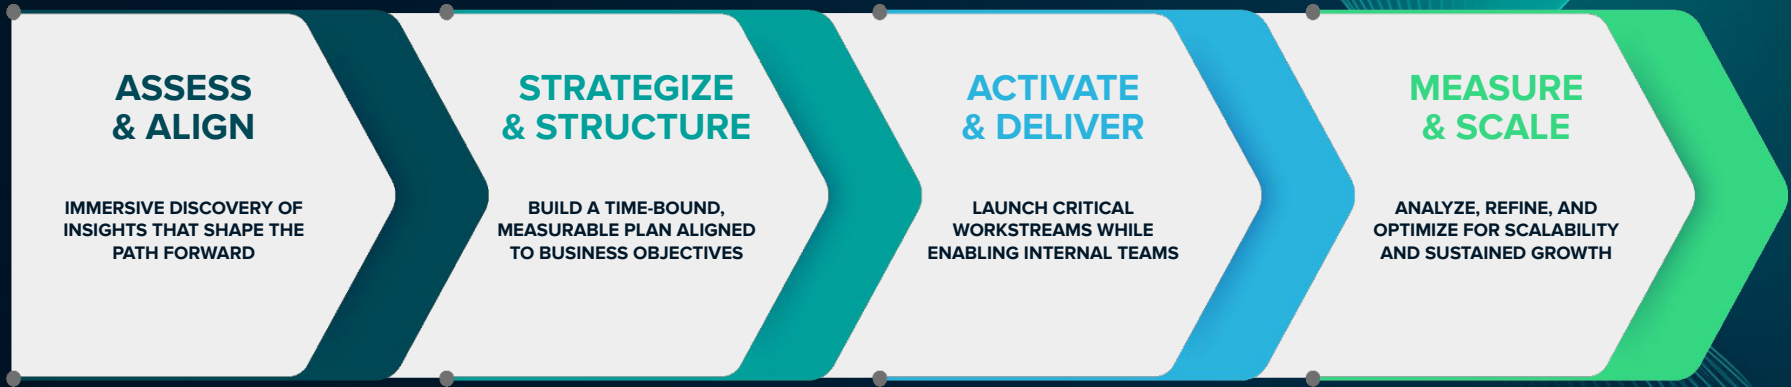 ASSESS
& ALIGN
IMMERSIVE DISCOVERY OF
INSIGHTS THAT SHAPE THE
PATH FORWARD
STRATEGIZE
& STRUCTURE
BUILD A TIME-BOUND,
MEASURABLE PLAN ALIGNED
TO BUSINESS OBJECTIVES
ACTIVATE
& DELIVER
LAUNCH CRITICAL
WORKSTREAMS WHILE
ENABLING INTERNAL TEAMS
MEASURE
& SCALE
ANALYZE, REFINE, AND
OPTIMIZE FOR SCALABILITY
AND SUSTAINED GROWTH